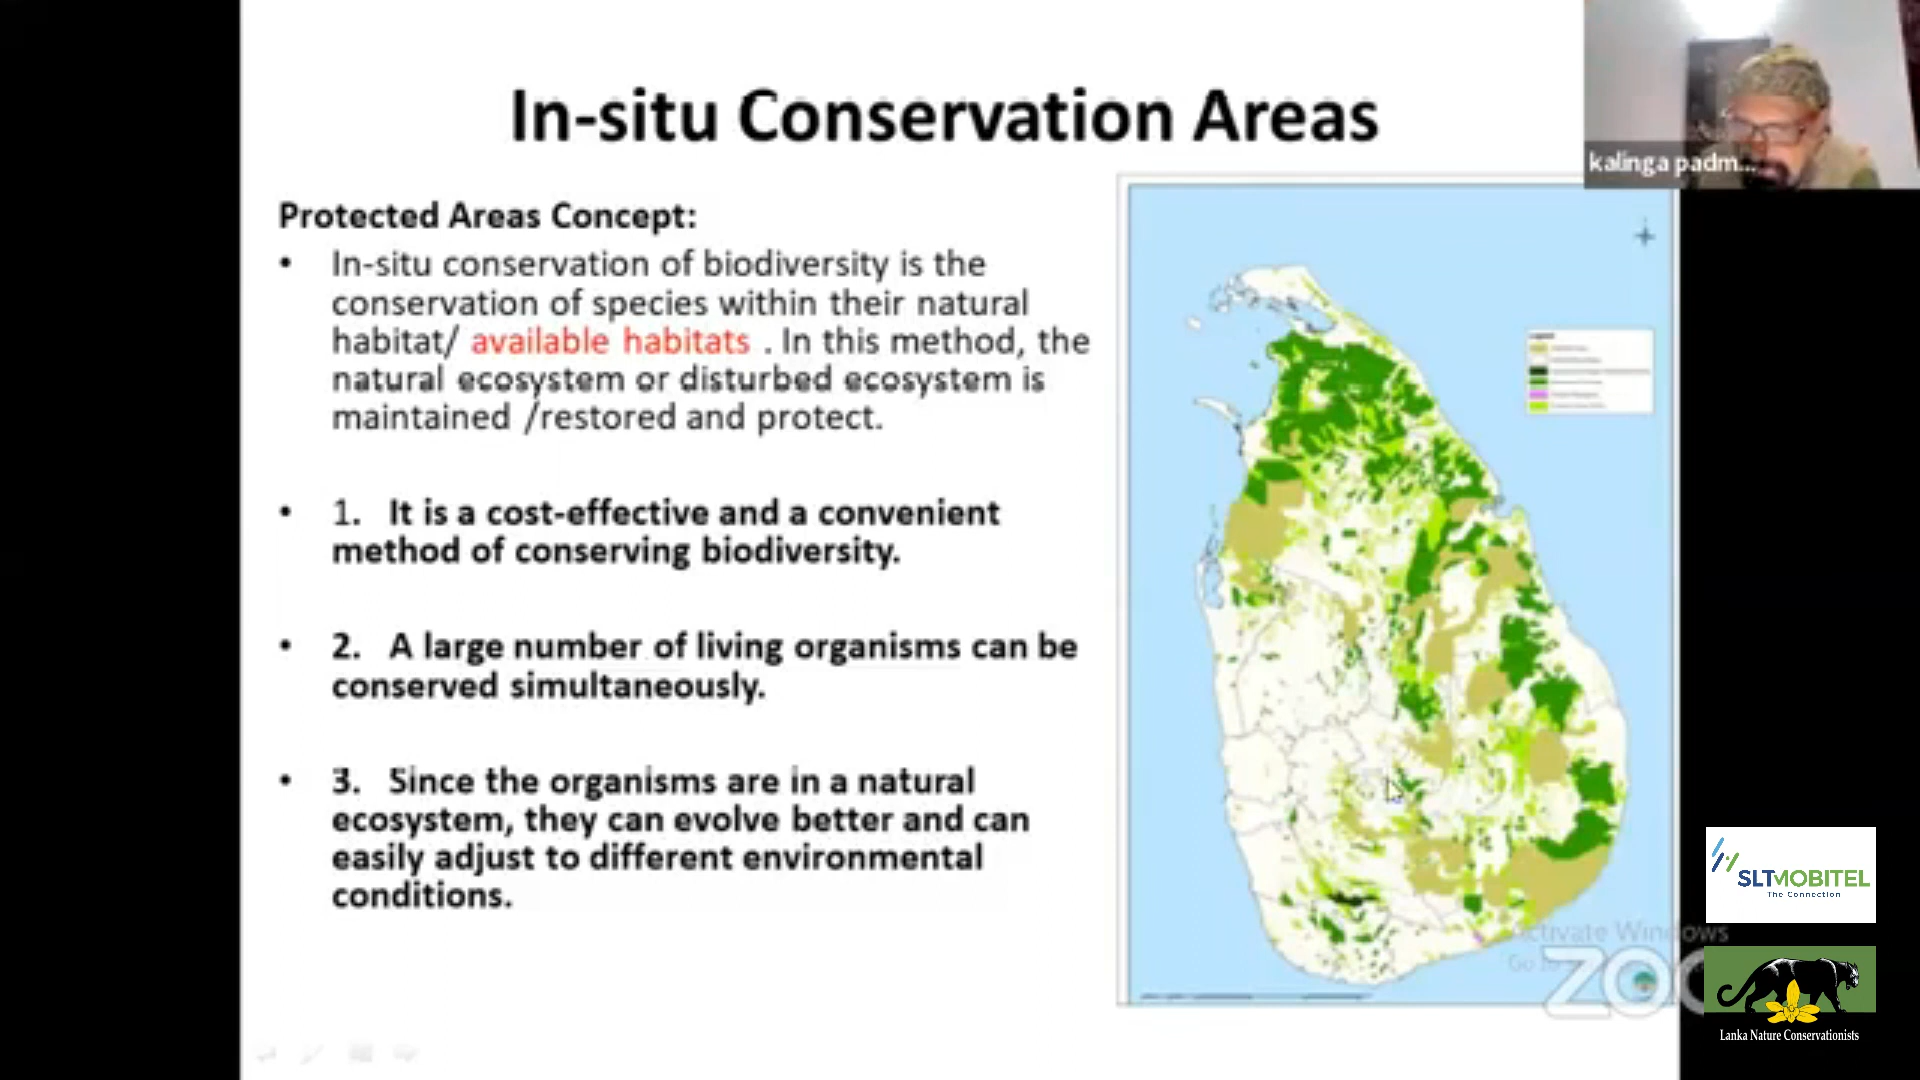 In-situ Conservation Areas
kalinga padm...
Protected Areas Concept:
• In-situ conservation of biodiversity is the
conservation of species within their natural
habitat/ available habitats . In this method, the
natural ecosystem or disturbed ecosystem is
maintained /restored and protect.
• 1. It is a cost-effective and a convenient
method of conserving biodiversity.
• 2. A large number of living organisms can be
conserved simultaneously.
• 3. Since the organisms are in a natural
ecosystem, they can evolve better and can
easily adjust to different environmental
conditions.
SLTMOBITEL
The Connection
Activate Windows
Go to
ZO
Lanka Nature Conservationists